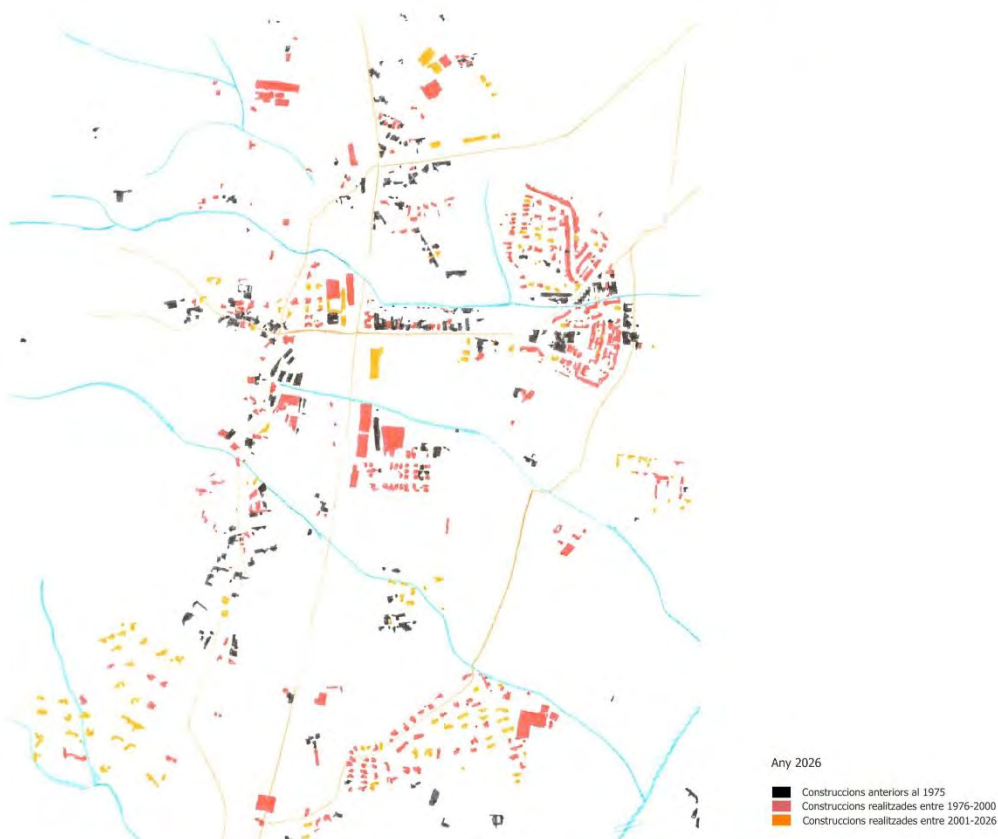 Any 2026
Construccions anteriors al 1975
Construccions realitzades entre 1976-2000
Construccions realitzades entre 2001-2026